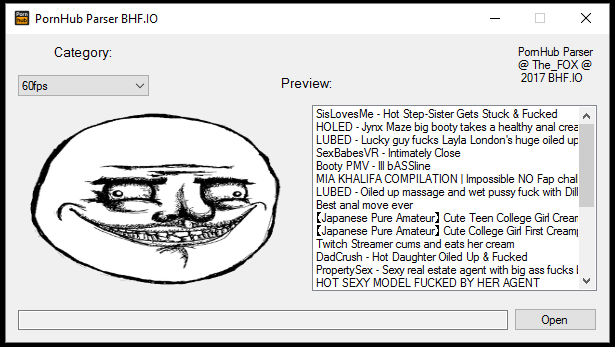 Porn
hub
PornHub Parser BHF.IO
Category:
60fps
Preview:
PornHub Parser
@ The_FOX @
2017 BHF.IO
SisLovesMe - Hot Step-Sister Gets Stuck & Fucked
HOLED - Jynx Maze big booty takes a healthy anal crea
LUBED - Lucky guy fucks Layla London's huge oiled up
SexBabesVR - Intimately Close
Booty PMV - Ill bASSline
MIA KHALIFA COMPILATION | Impossible NO Fap chal
LUBED - Oiled up massage and wet pussy fuck with Dill
Best anal move ever
【Japanese Pure Amateur】Cute Teen College Girl Crean
【Japanese Pure Amateur】Cute College Girl First Creamp
Twitch Streamer cums and eats her cream
DadCrush - Hot Daughter Oiled Up & Fucked
PropertySex - Sexy real estate agent with big ass fucks
HOT SEXY MODEL FUCKED BY HER AGENT
Open